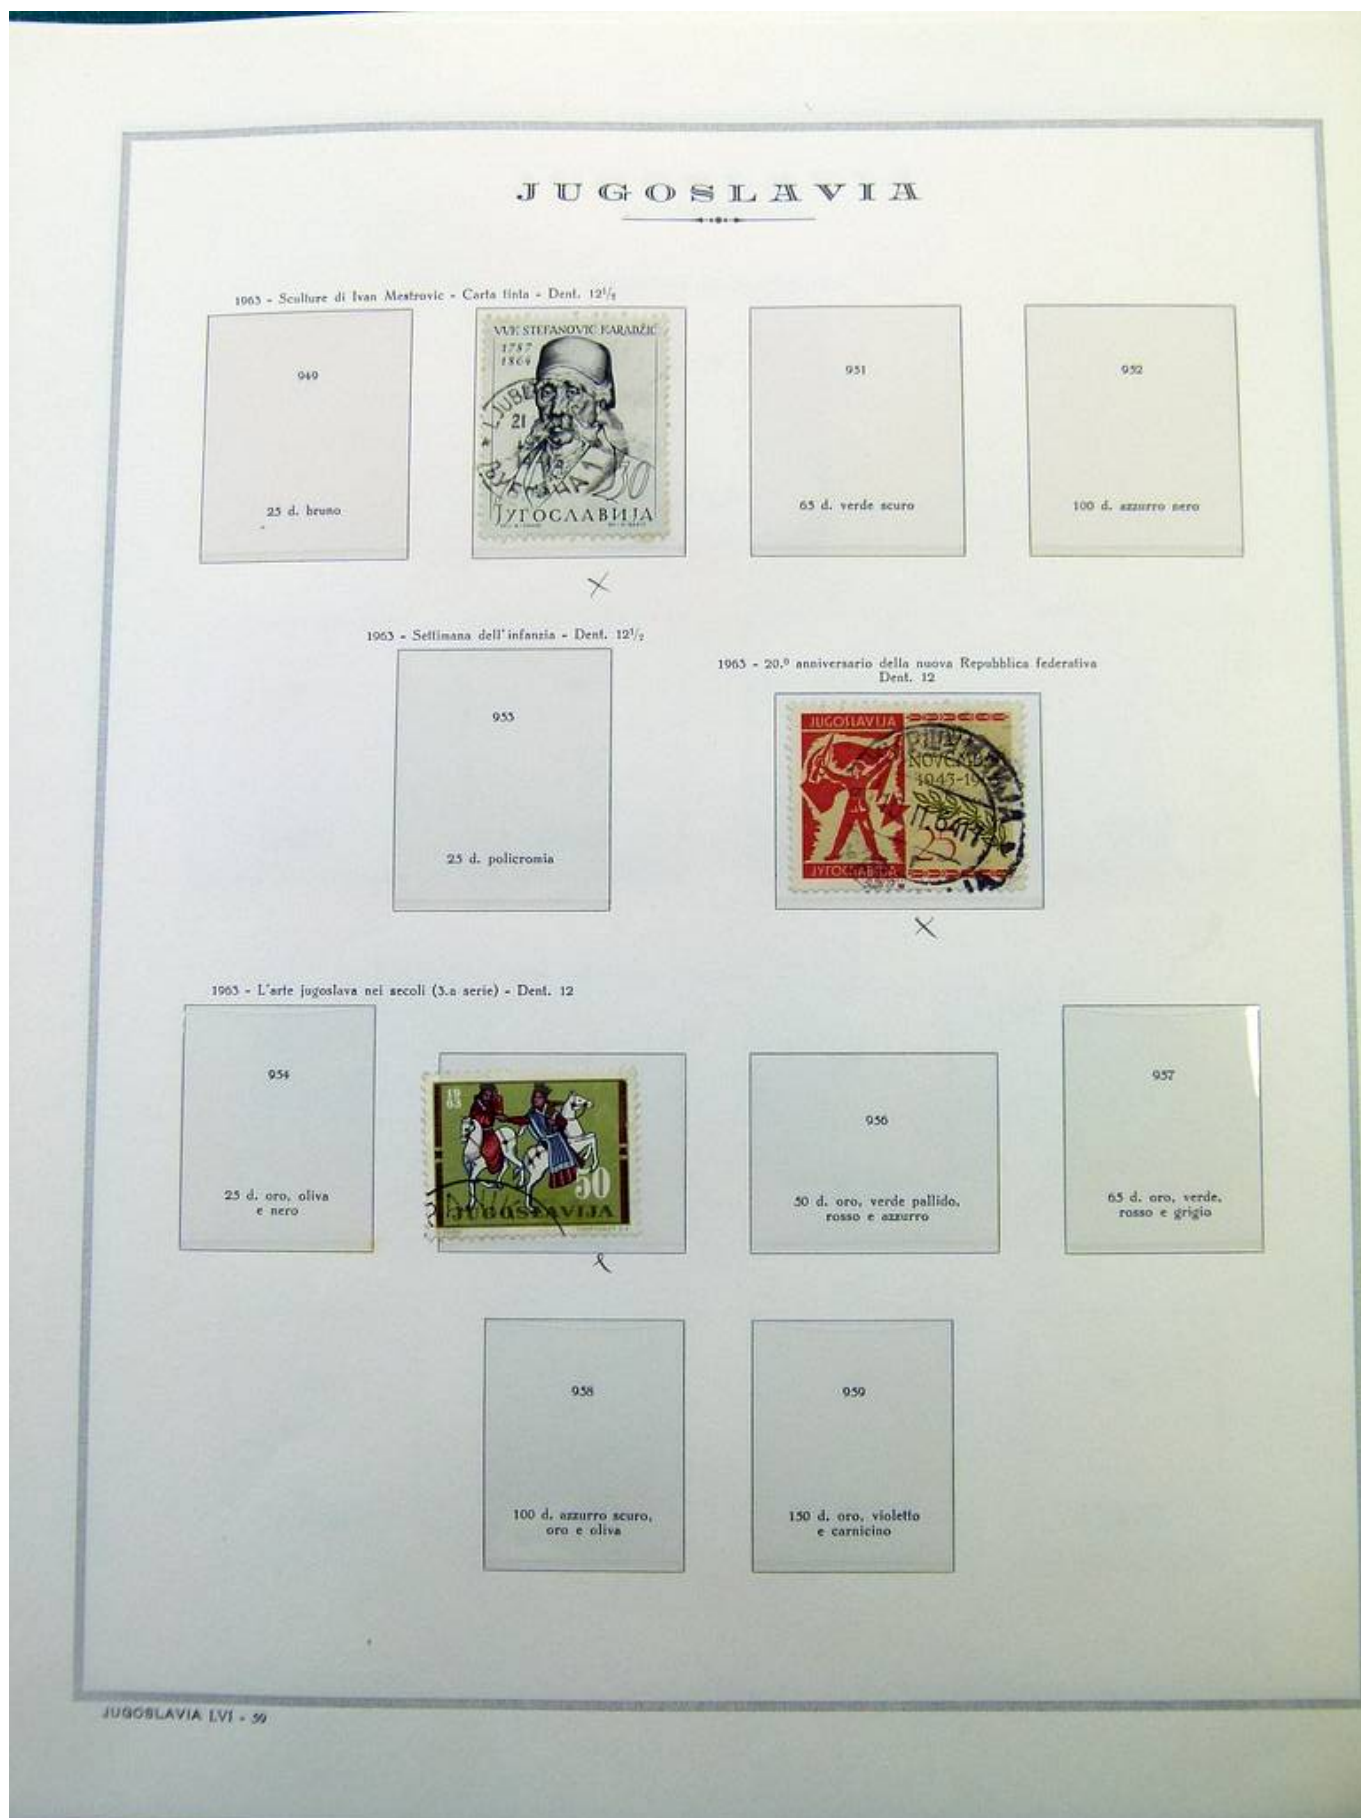 JUGOSLAVIA
1963 - Sculture di Ivan Mestrovic - Carta tinta - Dent. 12½
949
25 d. bruno
VUK STEFANOVIĆ KARADŽIĆ
1787
1864
21
50
ЈУГОСЛАВИЈА
951
65 d. verde scuro
952
100 d. azzurro nero
1963 - Settimana dell'infanzia - Dent. 12½
953
25 d. policromia
1963 - 20.º anniversario della nuova Repubblica federativa
Dent. 12
JUGOSLAVIJA
1943-
25
ЈУГОСЛАВИЈА
1963 - L'arte jugoslava nei secoli (3.a serie) - Dent. 12
954
25 d. oro, oliva
e nero
19
63
50
JUGOSLAVIJA
956
50 d. oro, verde pallido,
rosso e azzurro
957
65 d. oro, verde,
rosso e grigio
958
100 d. azzurro scuro,
oro e oliva
959
150 d. oro, violetto
e carnicino
JUGOSLAVIA LVI - 59